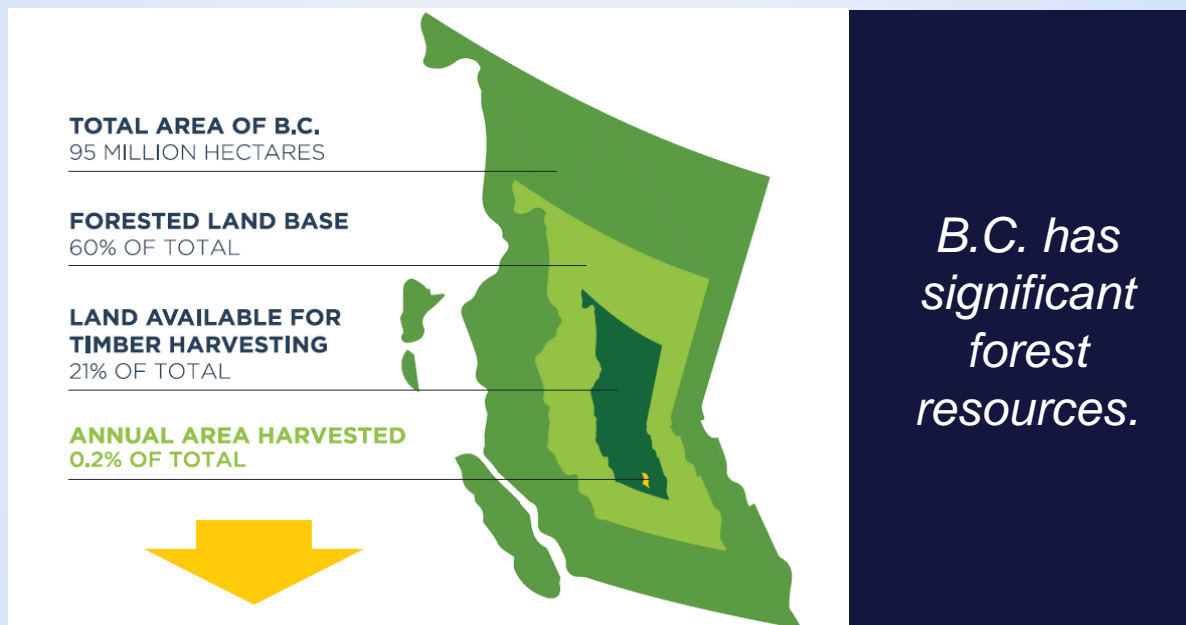 TOTAL AREA OF B.C.
95 MILLION HECTARES
FORESTED LAND BASE
60% OF TOTAL
LAND AVAILABLE FOR
TIMBER HARVESTING
21% OF TOTAL
ANNUAL AREA HARVESTED
0.2% OF TOTAL
B.C. has
significant
forest
resources.